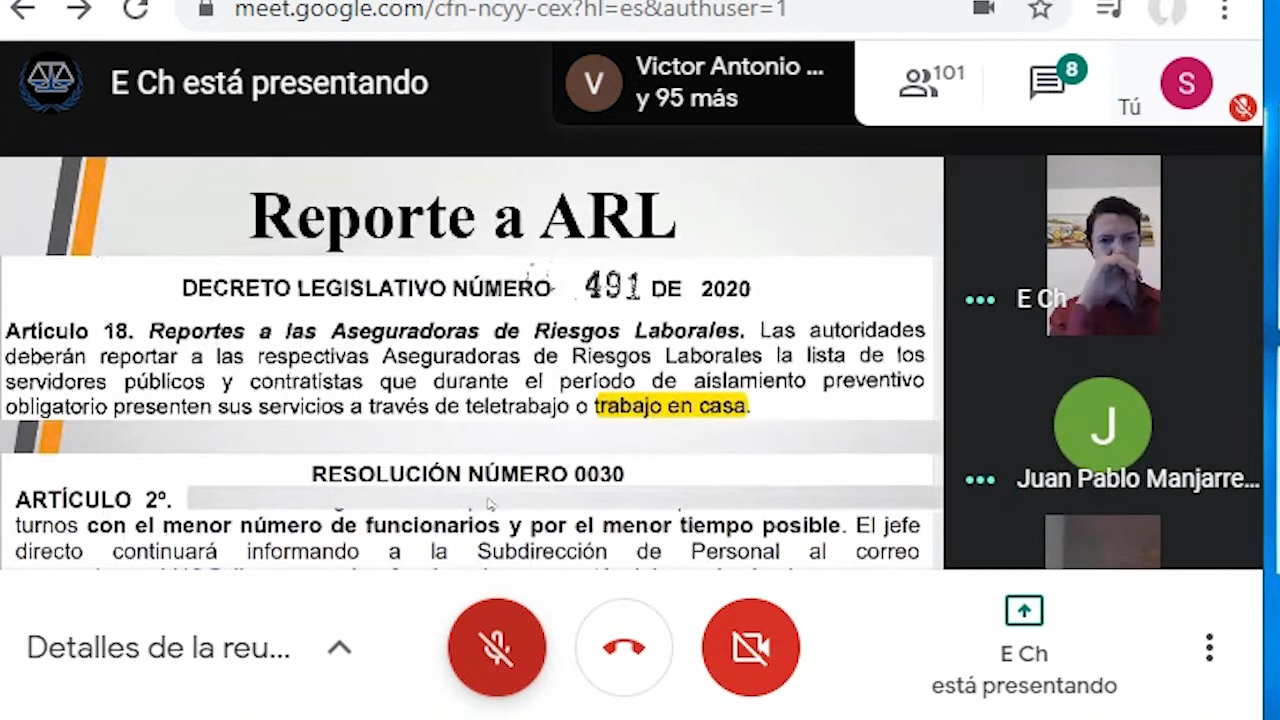 meet.google.com/cfn-ncyy-cex?hl=es&authuser=1
E Ch está presentando
V
Victor Antonio ...
y 95 más
101
8
Tú
S
Reporte a ARL
DECRETO LEGISLATIVO NÚMERO 491 DE 2020
Artículo 18. Reportes a las Aseguradoras de Riesgos Laborales. Las autoridades
deberán reportar a las respectivas Aseguradoras de Riesgos Laborales la lista de los
servidores públicos y contratistas que durante el período de aislamiento preventivo
obligatorio presenten sus servicios a través de teletrabajo o trabajo en casa.
E Ch
J
Juan Pablo Manjarre...
RESOLUCIÓN NÚMERO 0030
ARTÍCULO 2º.
turnos con el menor número de funcionarios y por el menor tiempo posible. El jefe
directo continuará informando a la Subdirección de Personal al correo
Detalles de la reu...
E Ch
está presentando